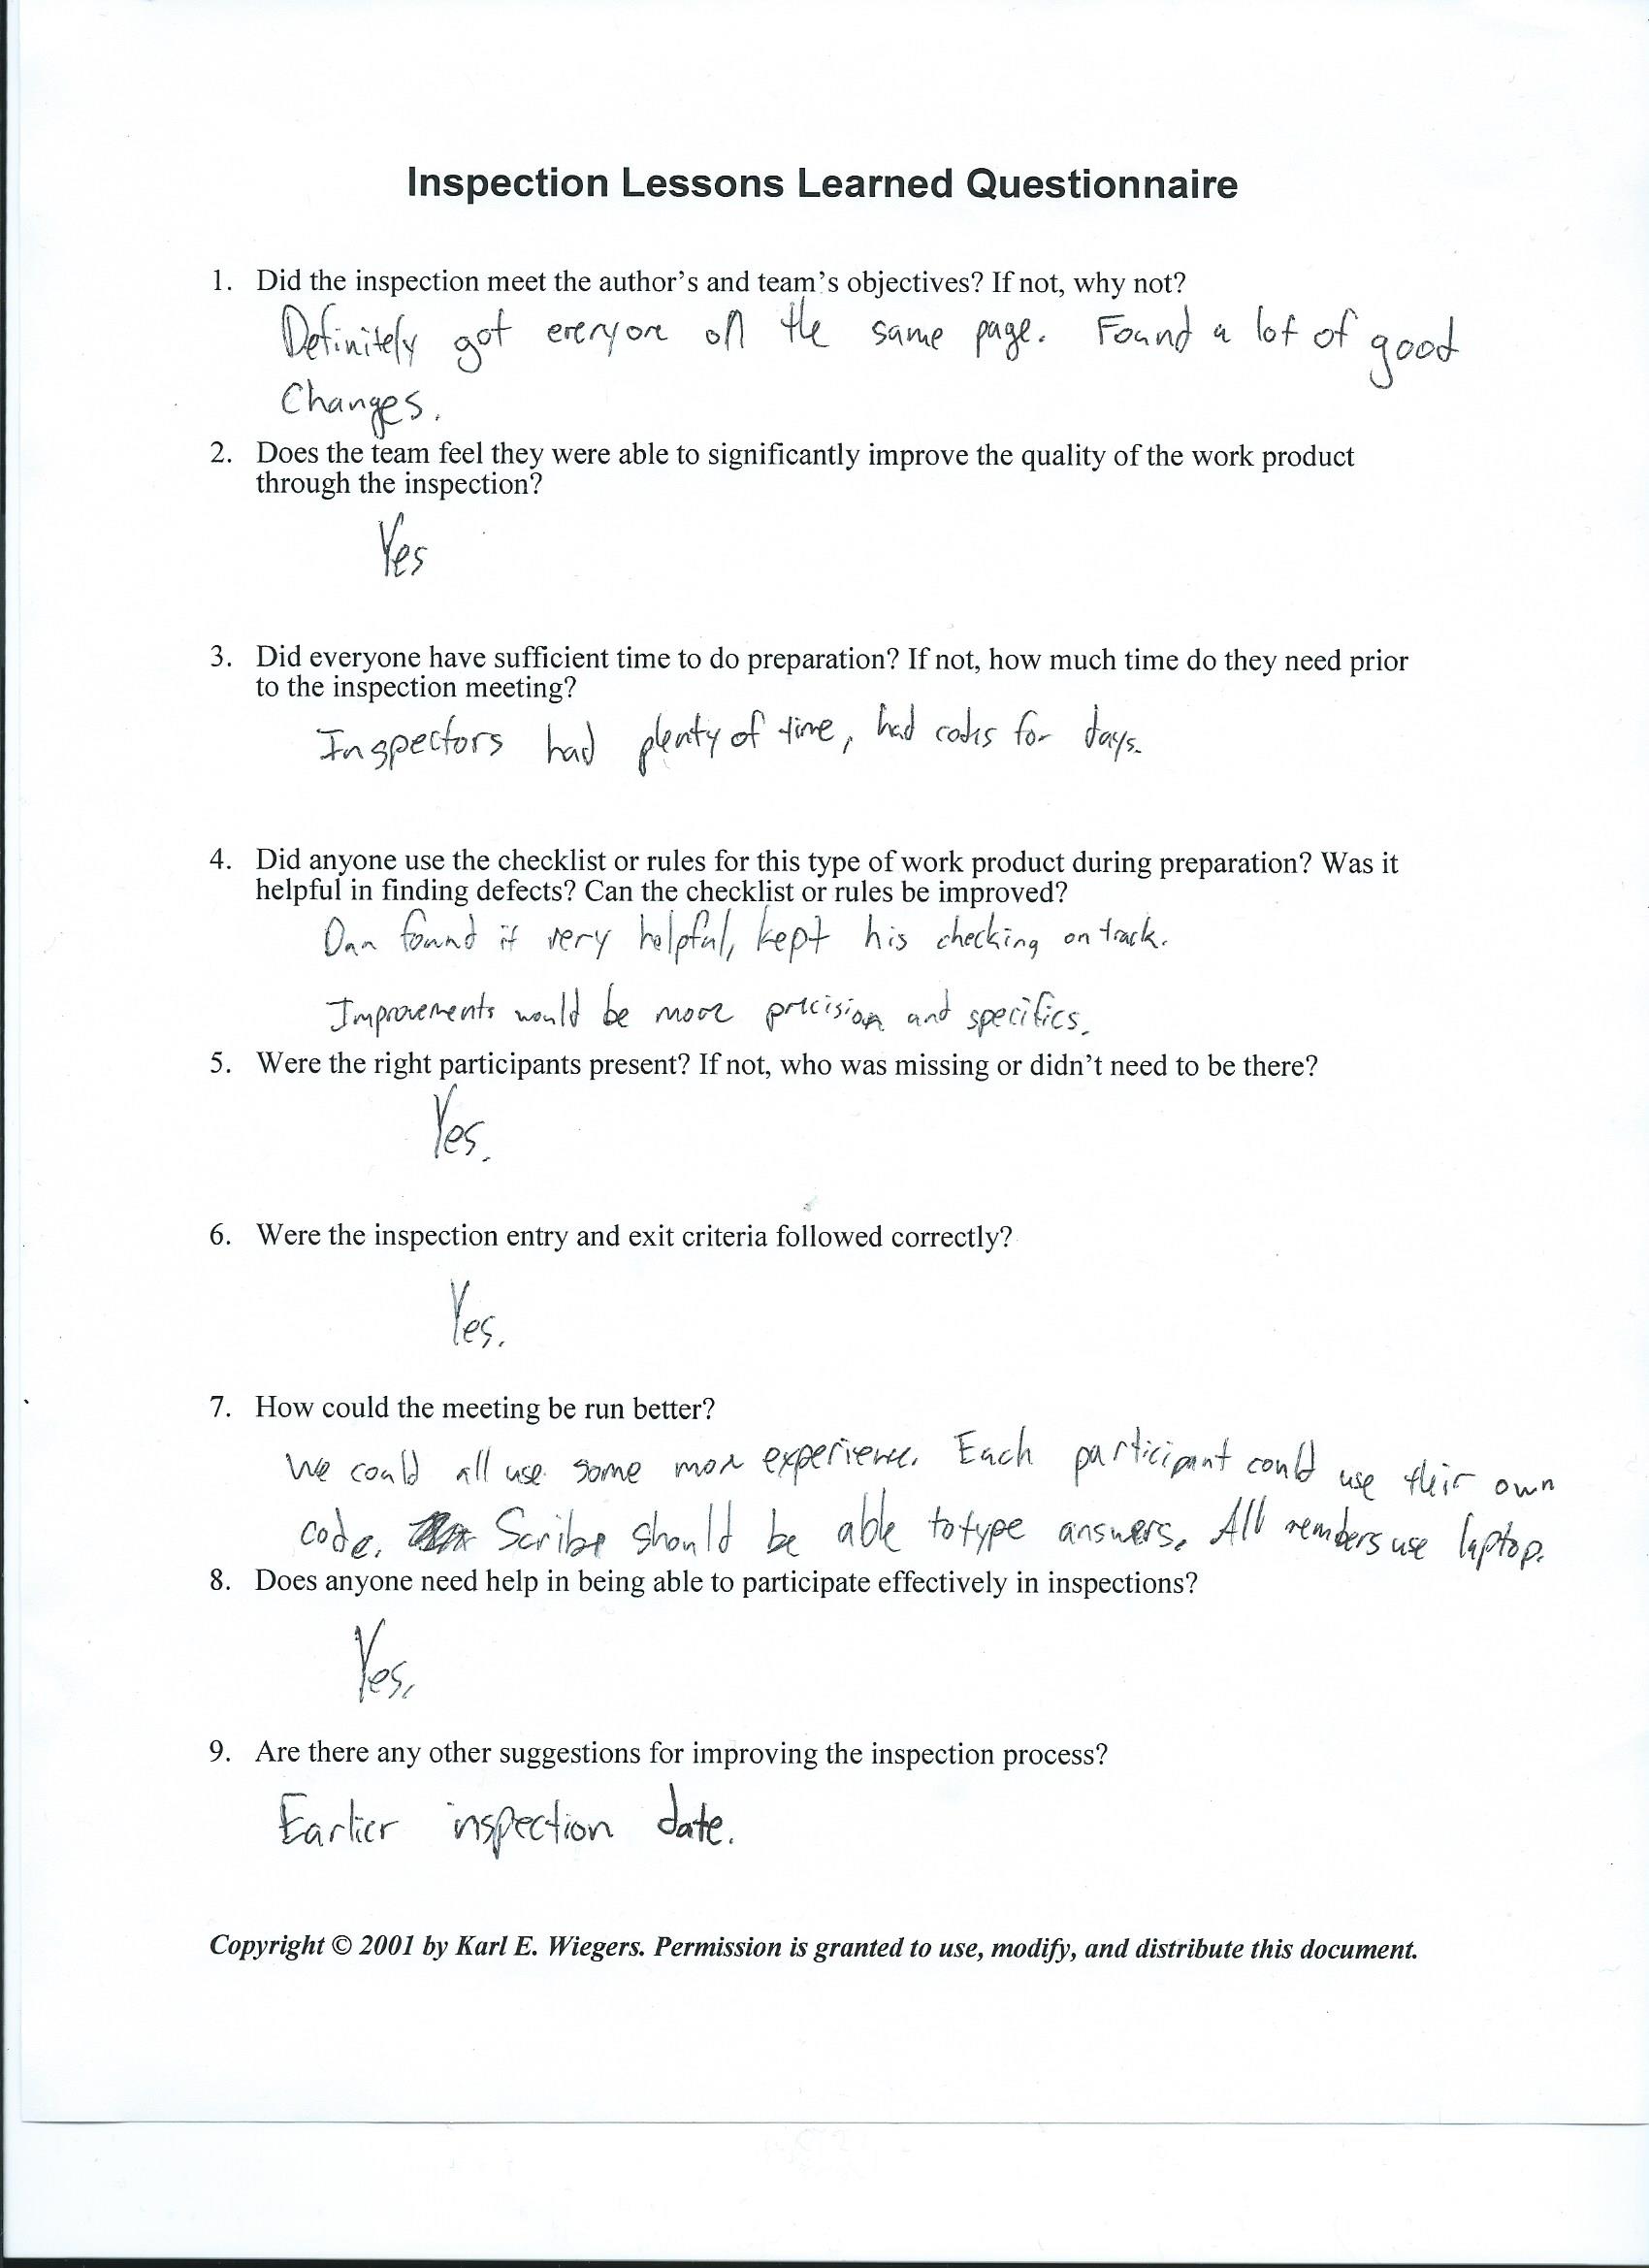 Inspection Lessons Learned Questionnaire
1. Did the inspection meet the author's and team's objectives? If not, why not?
Definitely got everyone on the same page. Found a lot of good
Changes.
2. Does the team feel they were able to significantly improve the quality of the work product
through the inspection?
Yes
3. Did everyone have sufficient time to do preparation? If not, how much time do they need prior
to the inspection meeting?
Inspectors had plenty of time, had codes for days.
4. Did anyone use the checklist or rules for this type of work product during preparation? Was it
helpful in finding defects? Can the checklist or rules be improved?
Dan found it very helpful, kept his checking on track.
Improvements would be more precision and specifics.
5. Were the right participants present? If not, who was missing or didn't need to be there?
Yes.
6. Were the inspection entry and exit criteria followed correctly?
Yes.
7. How could the meeting be run better?
We could all use some more experience. Each participant could use their own
code. Scribe should be able to type answers. All members use laptop.
8. Does anyone need help in being able to participate effectively in inspections?
Yes.
9. Are there any other suggestions for improving the inspection process?
Earlier inspection date.
Copyright © 2001 by Karl E. Wiegers. Permission is granted to use, modify, and distribute this document.